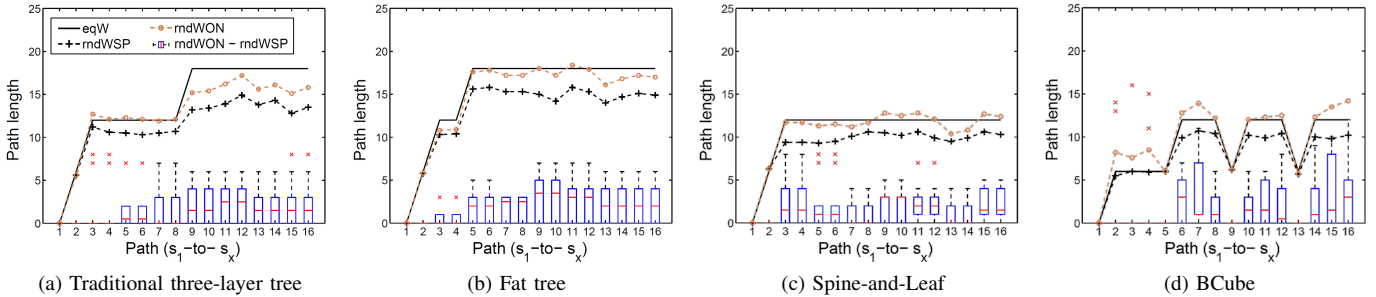 25
20
15
10
5
0
Path length
eqW
rndWSP
rndWON
rndWON − rndWSP
1 2 3 4 5 6 7 8 9 10 11 12 13 14 15 16
Path (s1−to− sx)
(a) Traditional three-layer tree
25
20
15
10
5
0
Path length
1 2 3 4 5 6 7 8 9 10 11 12 13 14 15 16
Path (s1−to− sx)
(b) Fat tree
25
20
15
10
5
0
Path length
1 2 3 4 5 6 7 8 9 10 11 12 13 14 15 16
Path (s1−to− sx)
(c) Spine-and-Leaf
25
20
15
10
5
0
Path length
1 2 3 4 5 6 7 8 9 10 11 12 13 14 15 16
Path (s1−to− sx)
(d) BCube